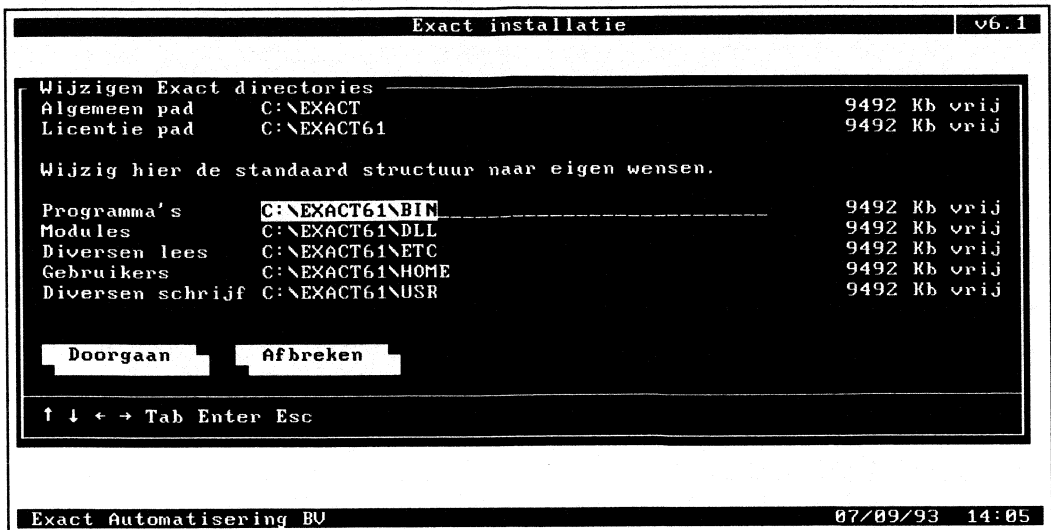 Exact installatie v6.1
Wijzigen Exact directories
Algemeen pad C:\EXACT 9492 Kb vrij
Licentie pad C:\EXACT61 9492 Kb vrij
Wijzig hier de standaard structuur naar eigen wensen.
Programma's C:\EXACT61\BIN 9492 Kb vrij
Modules C:\EXACT61\DLL 9492 Kb vrij
Diversen lees C:\EXACT61\ETC 9492 Kb vrij
Gebruikers C:\EXACT61\HOME 9492 Kb vrij
Diversen schrijf C:\EXACT61\USR 9492 Kb vrij
Doorgaan Afbreken
↑ ↓ ← → Tab Enter Esc
Exact Automatisering BV 07/09/93 14:05